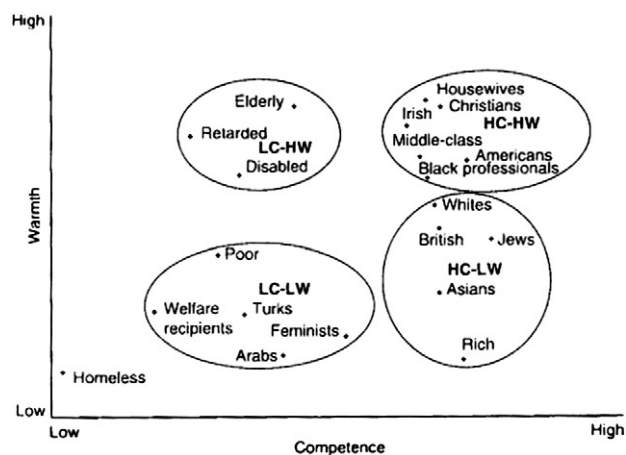 High
Housewives
Elderly
Christians
Irish
HC-HW
Retarded
LC-HW
Middle-class
Americans
Disabled
Black professionals
Whites
British
Jews
Warmth
Poor
HC-LW
LC-LW
Asians
Welfare
recipients
Turks
Feminists
Arabs
Rich
Homeless
Low
Low
High
Competence